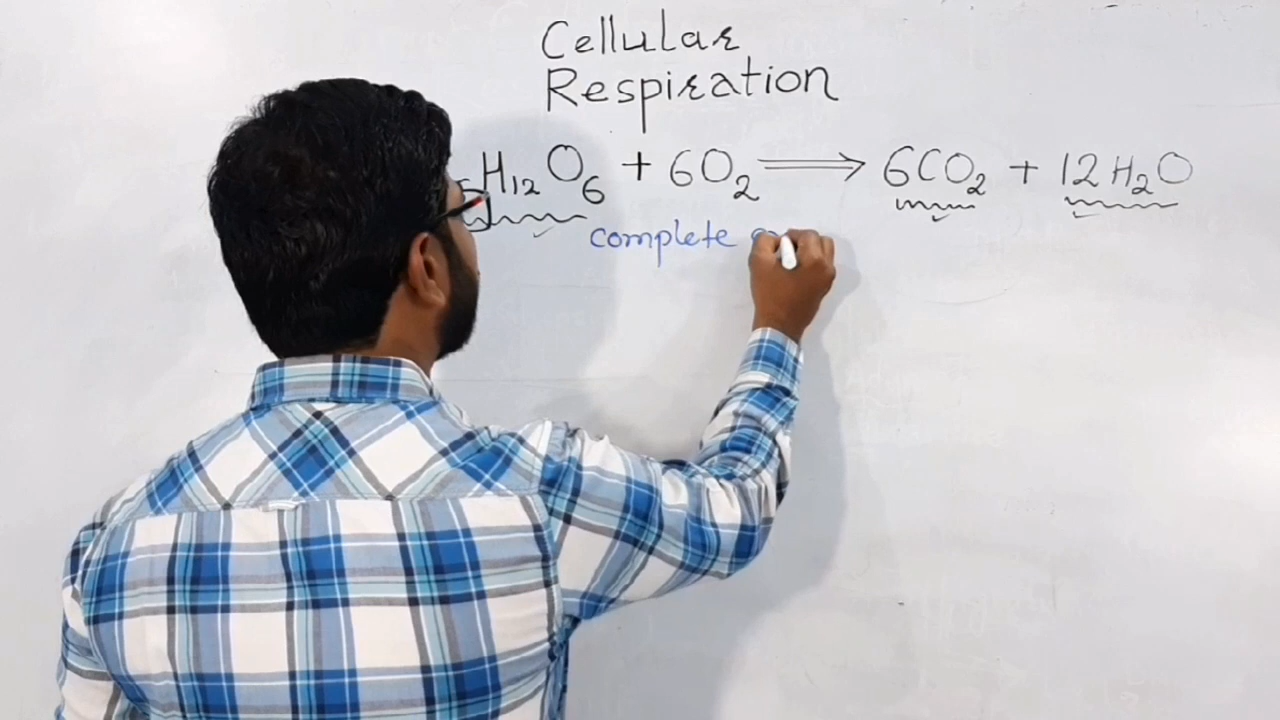 Cellular
Respiration
H₁₂O₆ + 6O₂ ⟹ 6CO₂ + 12H₂O
complete